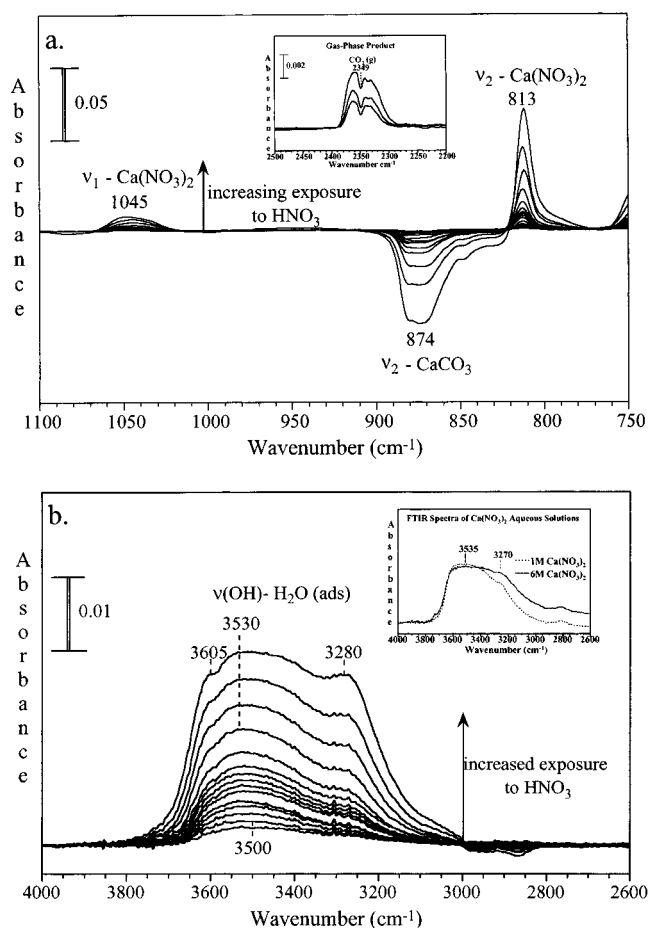 a.
Absorbance
0.05
Gas-Phase Product
Absorbance
0.002
CO₂ (g)
2349
2500 2450 2400 2350 2300 2250 2200
Wavenumber cm⁻¹
ν₂ - Ca(NO₃)₂
813
ν₁ - Ca(NO₃)₂
1045
increasing exposure
to HNO₃
874
ν₂ - CaCO₃
1100 1050 1000 950 900 850 800 750
Wavenumber (cm⁻¹)
b.
Absorbance
0.01
ν(OH)- H₂O (ads)
3530
3605
3280
3500
FTIR Spectra of Ca(NO₃)₂ Aqueous Solutions
Absorbance
3535
3270
1M Ca(NO₃)₂
6M Ca(NO₃)₂
4000 3800 3600 3400 3200 3000 2800 2600
Wavenumber (cm⁻¹)
increased exposure
to HNO₃
4000 3800 3600 3400 3200 3000 2800 2600
Wavenumber (cm⁻¹)